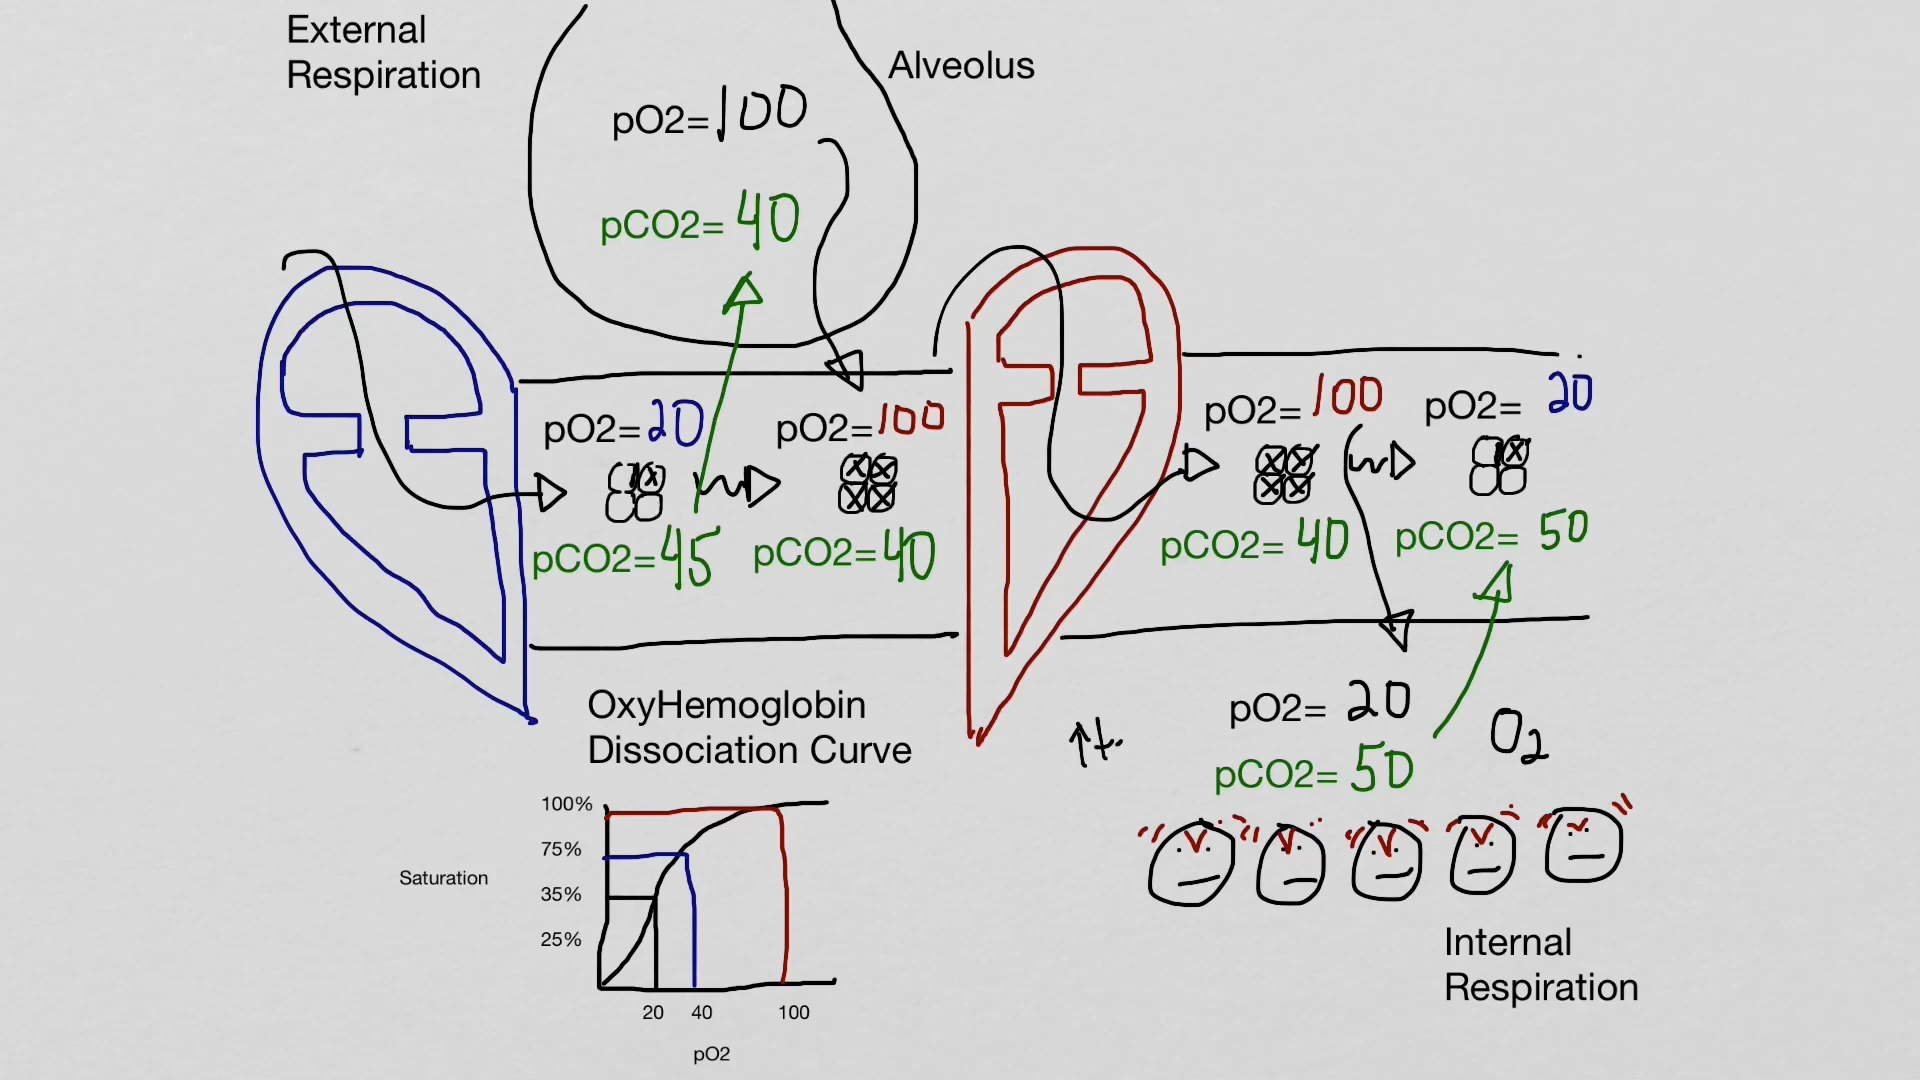 External
Respiration
Alveolus
pO2=100
pCO2= 40
pO2=20
pO2=100
pCO2=45
pCO2=40
pO2= 100
pO2= 20
pCO2= 40
pCO2= 50
pO2= 20
pCO2= 50
O2
↑t.
OxyHemoglobin
Dissociation Curve
100%
75%
Saturation
35%
25%
20
40
100
pO2
Internal
Respiration